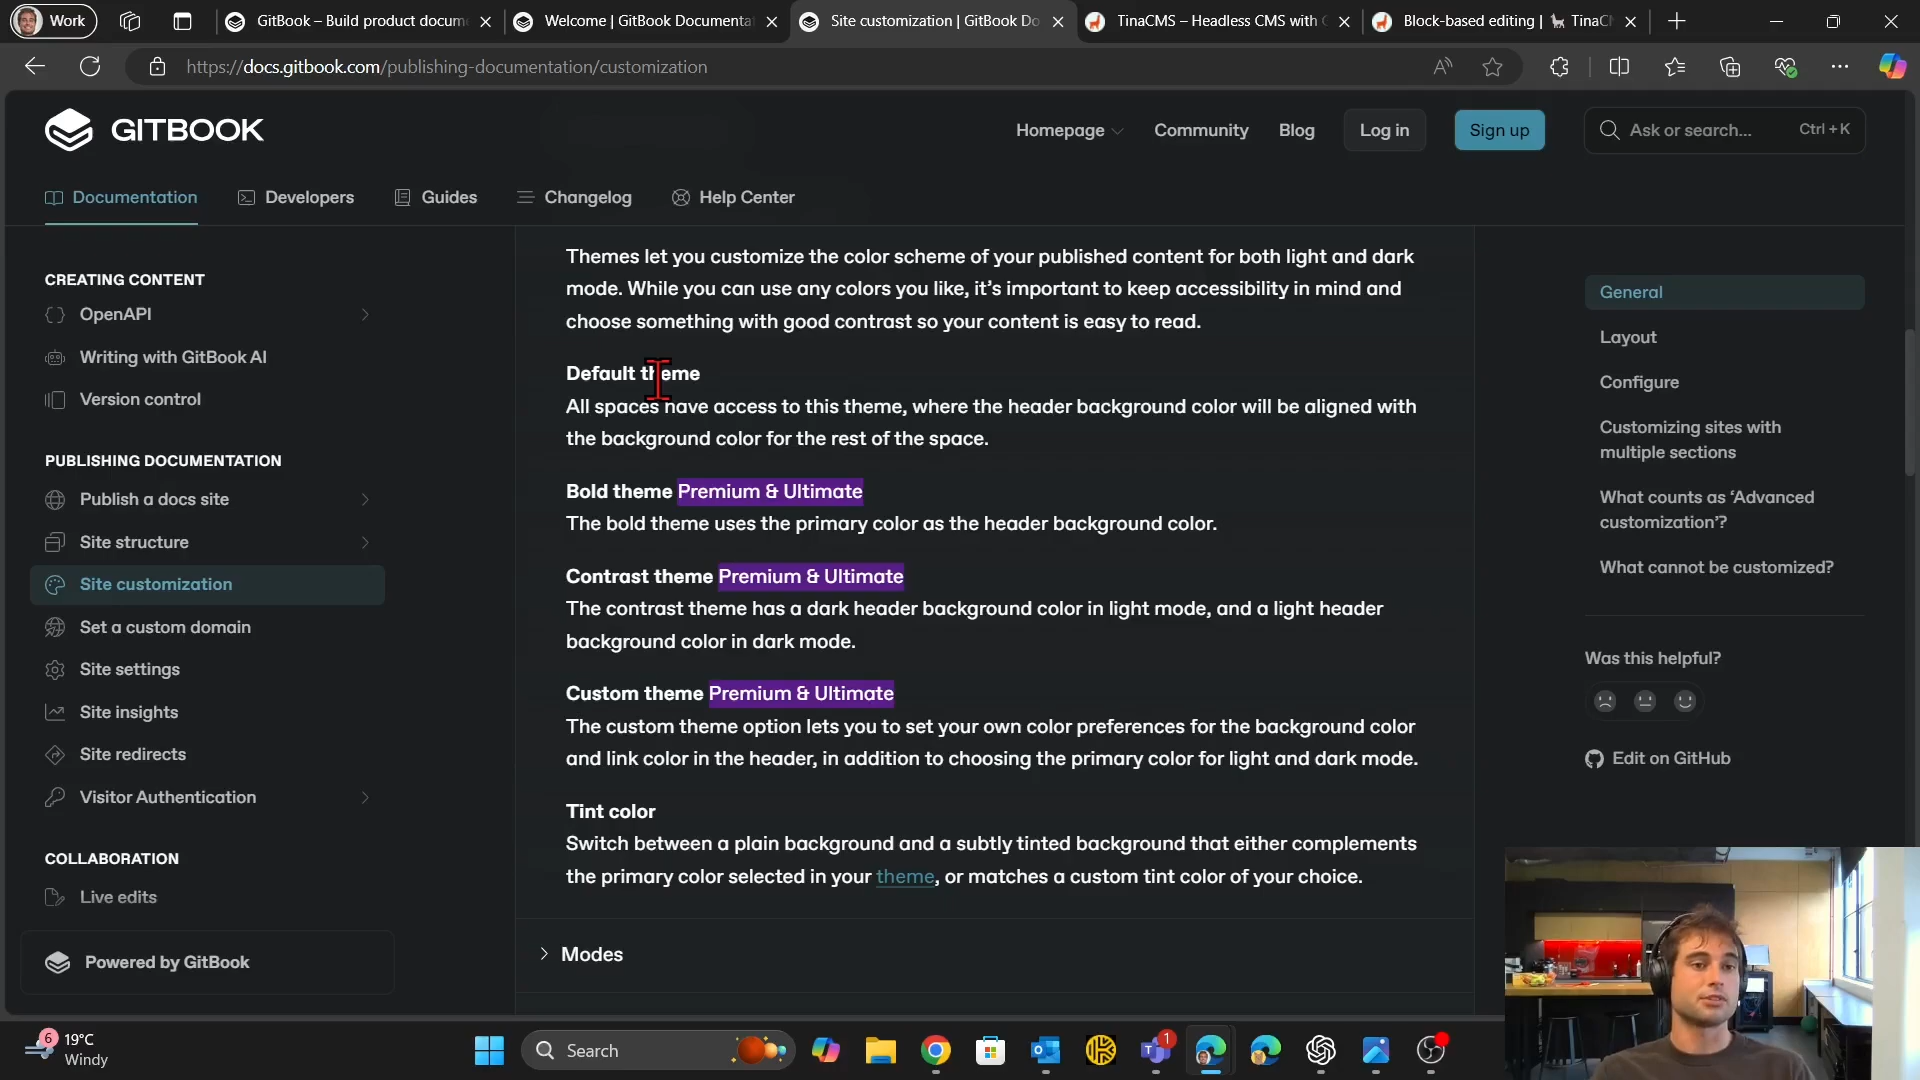 Work
GitBook – Build product docum
Welcome | GitBook Documenta
Site customization | GitBook Do
TinaCMS – Headless CMS with G
Block-based editing | 🦙 TinaCM
https://docs.gitbook.com/publishing-documentation/customization
GITBOOK
Homepage
Community
Blog
Log in
Sign up
Ask or search...
Ctrl + K
Documentation
Developers
Guides
Changelog
Help Center
CREATING CONTENT
OpenAPI
Writing with GitBook AI
Version control
PUBLISHING DOCUMENTATION
Publish a docs site
Site structure
Site customization
Set a custom domain
Site settings
Site insights
Site redirects
Visitor Authentication
COLLABORATION
Live edits
Powered by GitBook
Themes let you customize the color scheme of your published content for both light and dark
mode. While you can use any colors you like, it's important to keep accessibility in mind and
choose something with good contrast so your content is easy to read.
Default theme
All spaces have access to this theme, where the header background color will be aligned with
the background color for the rest of the space.
Bold theme Premium & Ultimate
The bold theme uses the primary color as the header background color.
Contrast theme Premium & Ultimate
The contrast theme has a dark header background color in light mode, and a light header
background color in dark mode.
Custom theme Premium & Ultimate
The custom theme option lets you to set your own color preferences for the background color
and link color in the header, in addition to choosing the primary color for light and dark mode.
Tint color
Switch between a plain background and a subtly tinted background that either complements
the primary color selected in your theme, or matches a custom tint color of your choice.
Modes
General
Layout
Configure
Customizing sites with
multiple sections
What counts as ‘Advanced
customization’?
What cannot be customized?
Was this helpful?
Edit on GitHub
6
19°C
Windy
Search
1